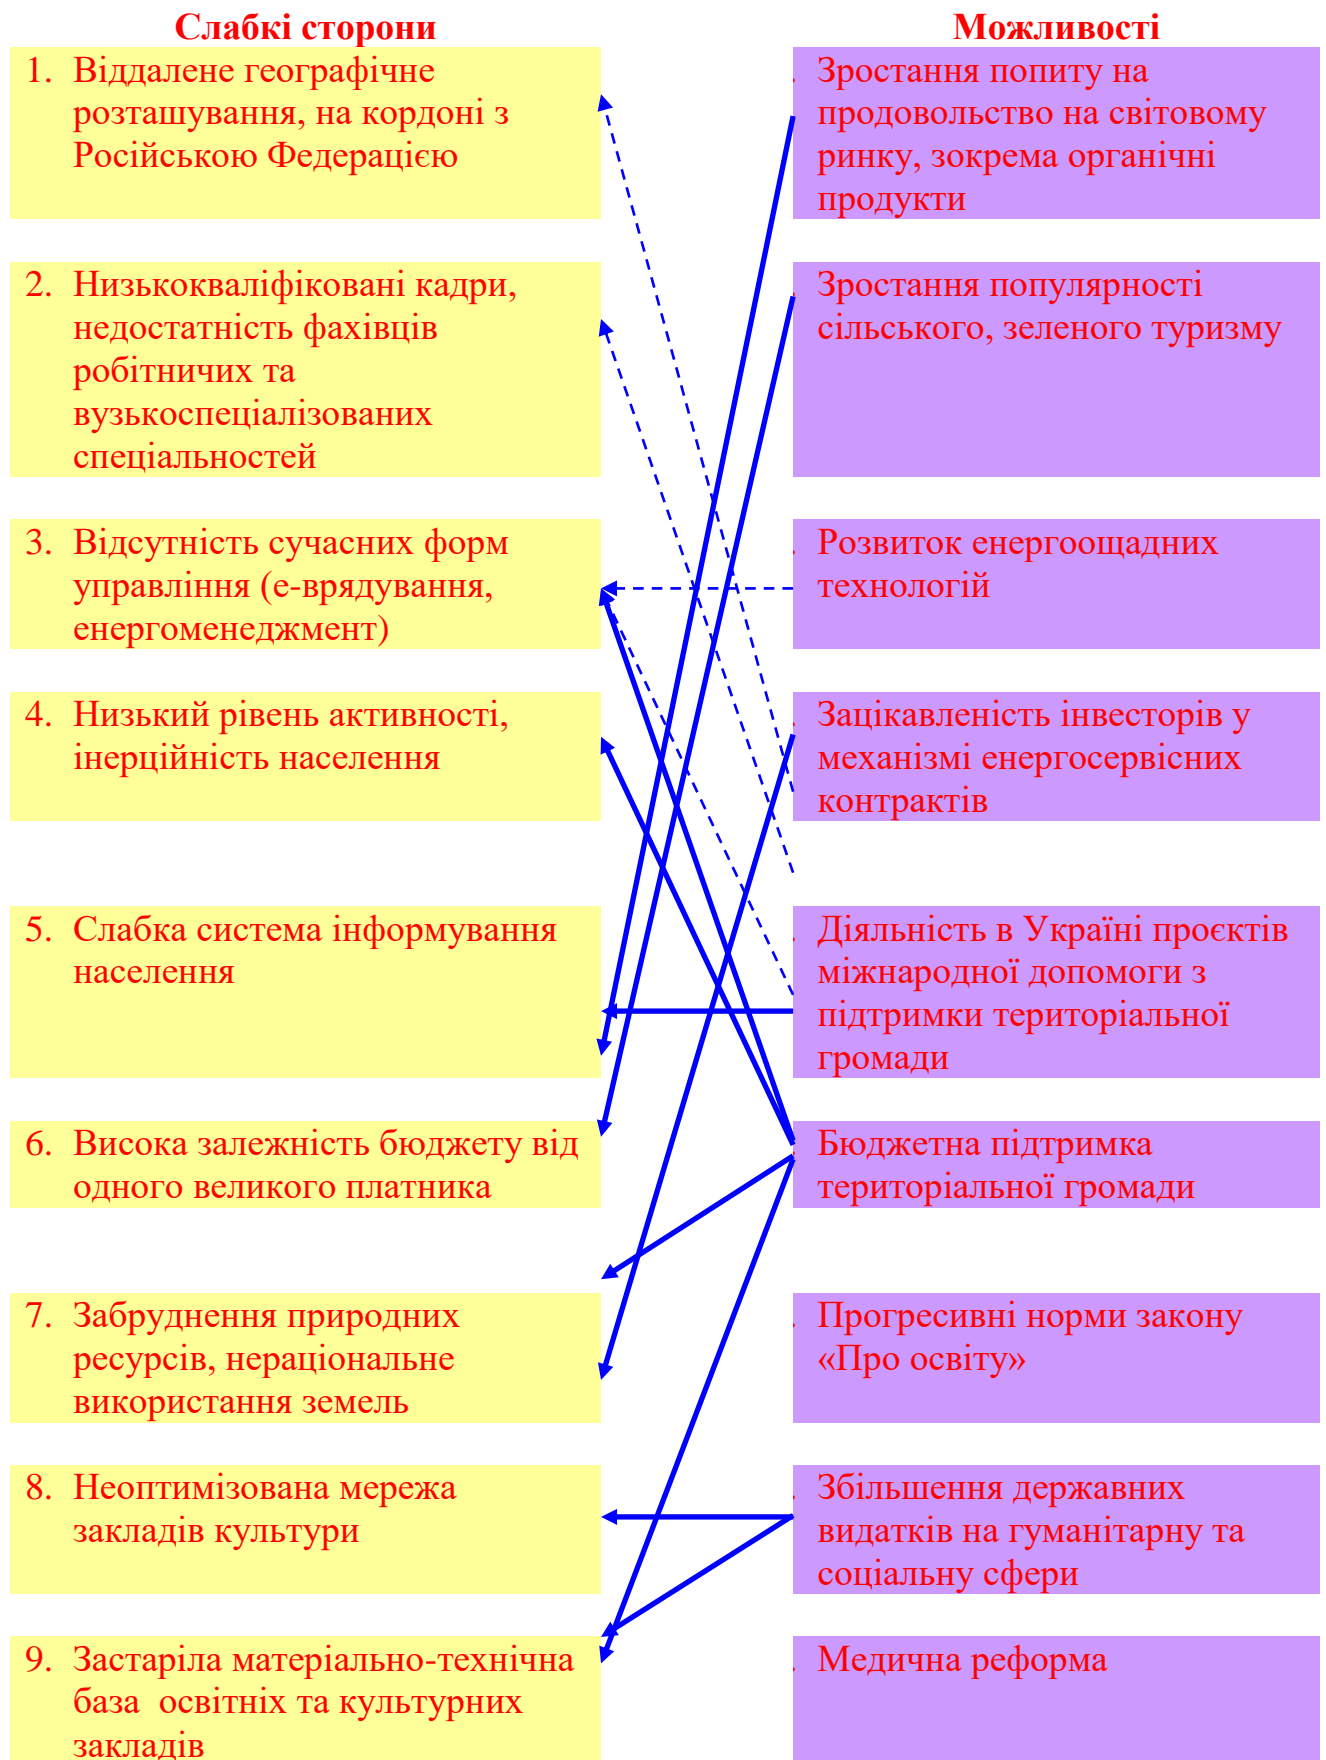 Слабкі сторони
1. Віддалене географічне
розташування, на кордоні з
Російською Федерацією
2. Низькокваліфіковані кадри,
недостатність фахівців
робітничих та
вузькоспеціалізованих
спеціальностей
3. Відсутність сучасних форм
управління (е-врядування,
енергоменеджмент)
4. Низький рівень активності,
інерційність населення
5. Слабка система інформування
населення
6. Висока залежність бюджету від
одного великого платника
7. Забруднення природних
ресурсів, нераціональне
використання земель
8. Неоптимізована мережа
закладів культури
9. Застаріла матеріально-технічна
база освітніх та культурних
закладів
Можливості
Зростання попиту на
продовольство на світовому
ринку, зокрема органічні
продукти
Зростання популярності
сільського, зеленого туризму
Розвиток енергоощадних
технологій
Зацікавленість інвесторів у
механізмі енергосервісних
контрактів
Діяльність в Україні проєктів
міжнародної допомоги з
підтримки територіальної
громади
Бюджетна підтримка
територіальної громади
Прогресивні норми закону
«Про освіту»
Збільшення державних
видатків на гуманітарну та
соціальну сфери
Медична реформа